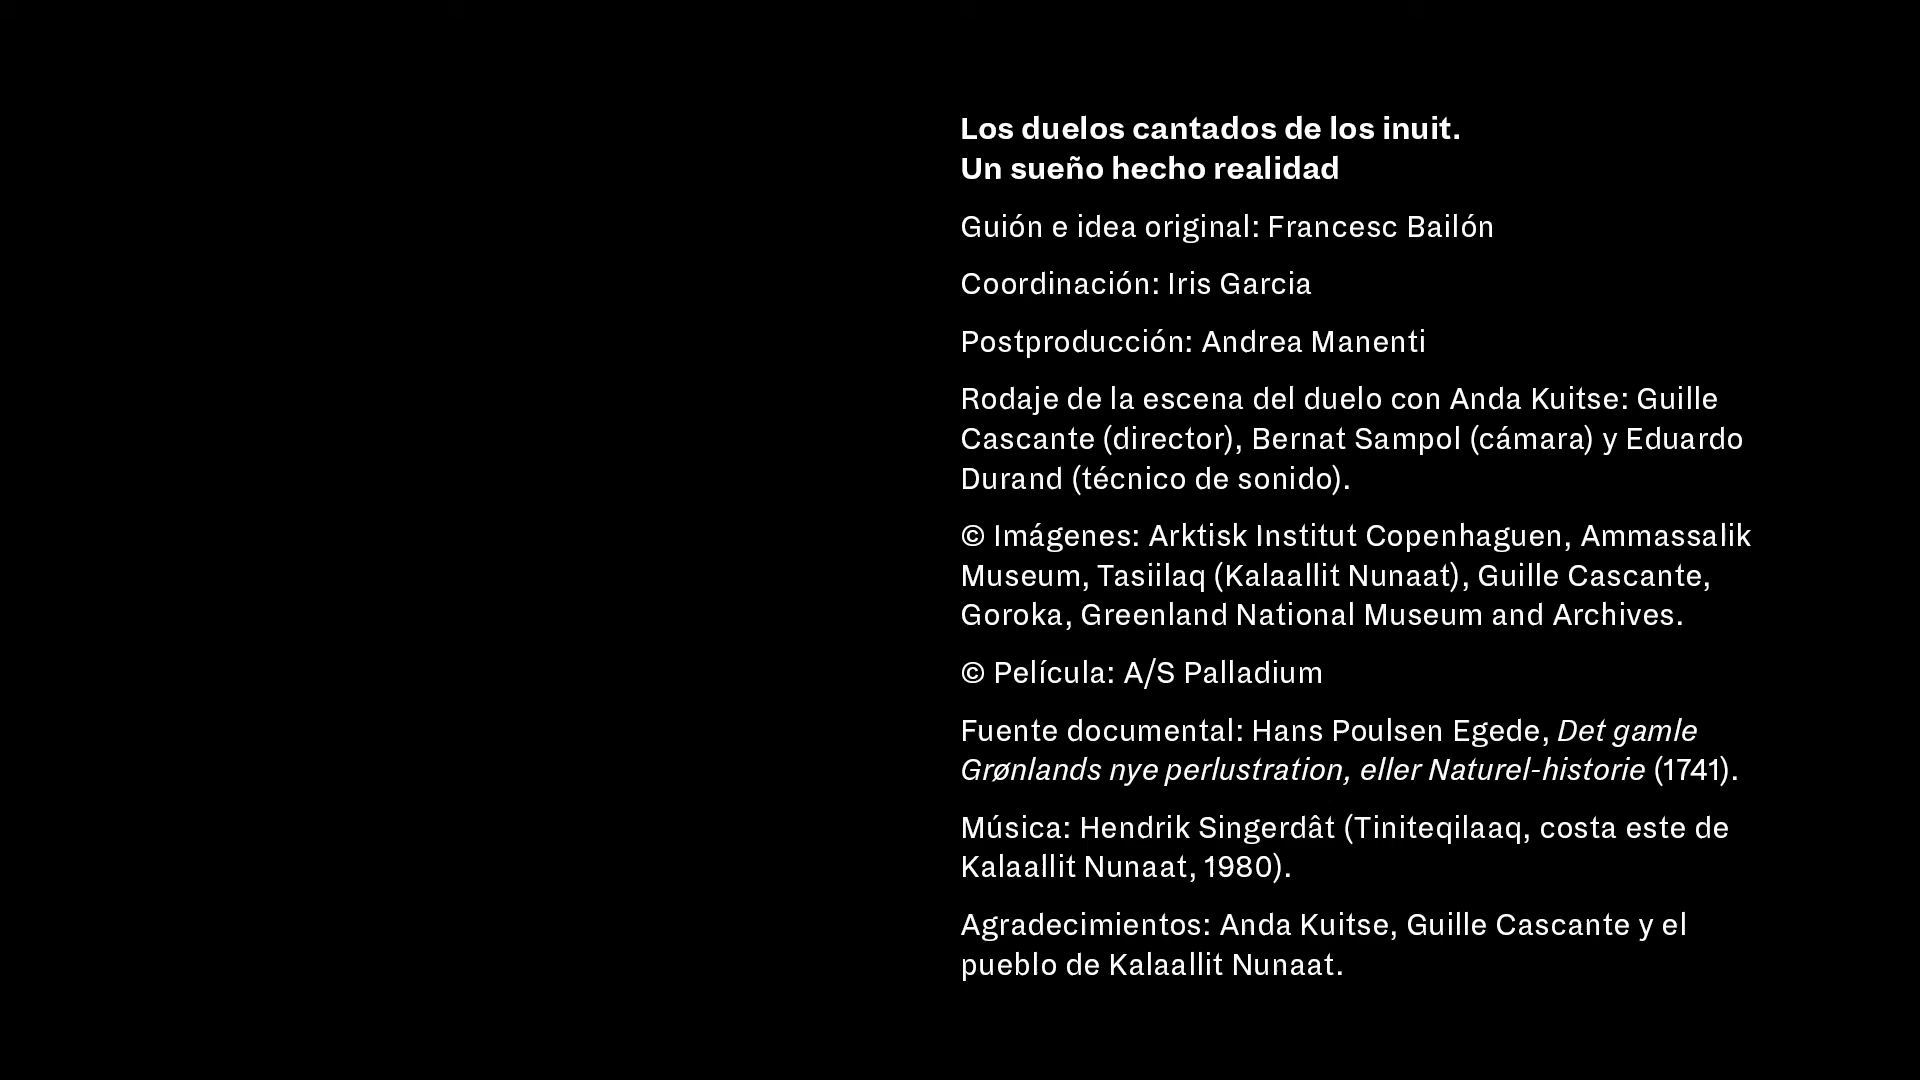 Los duelos cantados de los inuit.
Un sueño hecho realidad
Guión e idea original: Francesc Bailón
Coordinación: Iris Garcia
Postproducción: Andrea Manenti
Rodaje de la escena del duelo con Anda Kuitse: Guille
Cascante (director), Bernat Sampol (cámara) y Eduardo
Durand (técnico de sonido).
© Imágenes: Arktisk Institut Copenhaguen, Ammassalik
Museum, Tasiilaq (Kalaallit Nunaat), Guille Cascante,
Goroka, Greenland National Museum and Archives.
© Película: A/S Palladium
Fuente documental: Hans Poulsen Egede, Det gamle
Grønlands nye perlustration, eller Naturel-historie (1741).
Música: Hendrik Singerdât (Tiniteqilaaq, costa este de
Kalaallit Nunaat, 1980).
Agradecimientos: Anda Kuitse, Guille Cascante y el
pueblo de Kalaallit Nunaat.